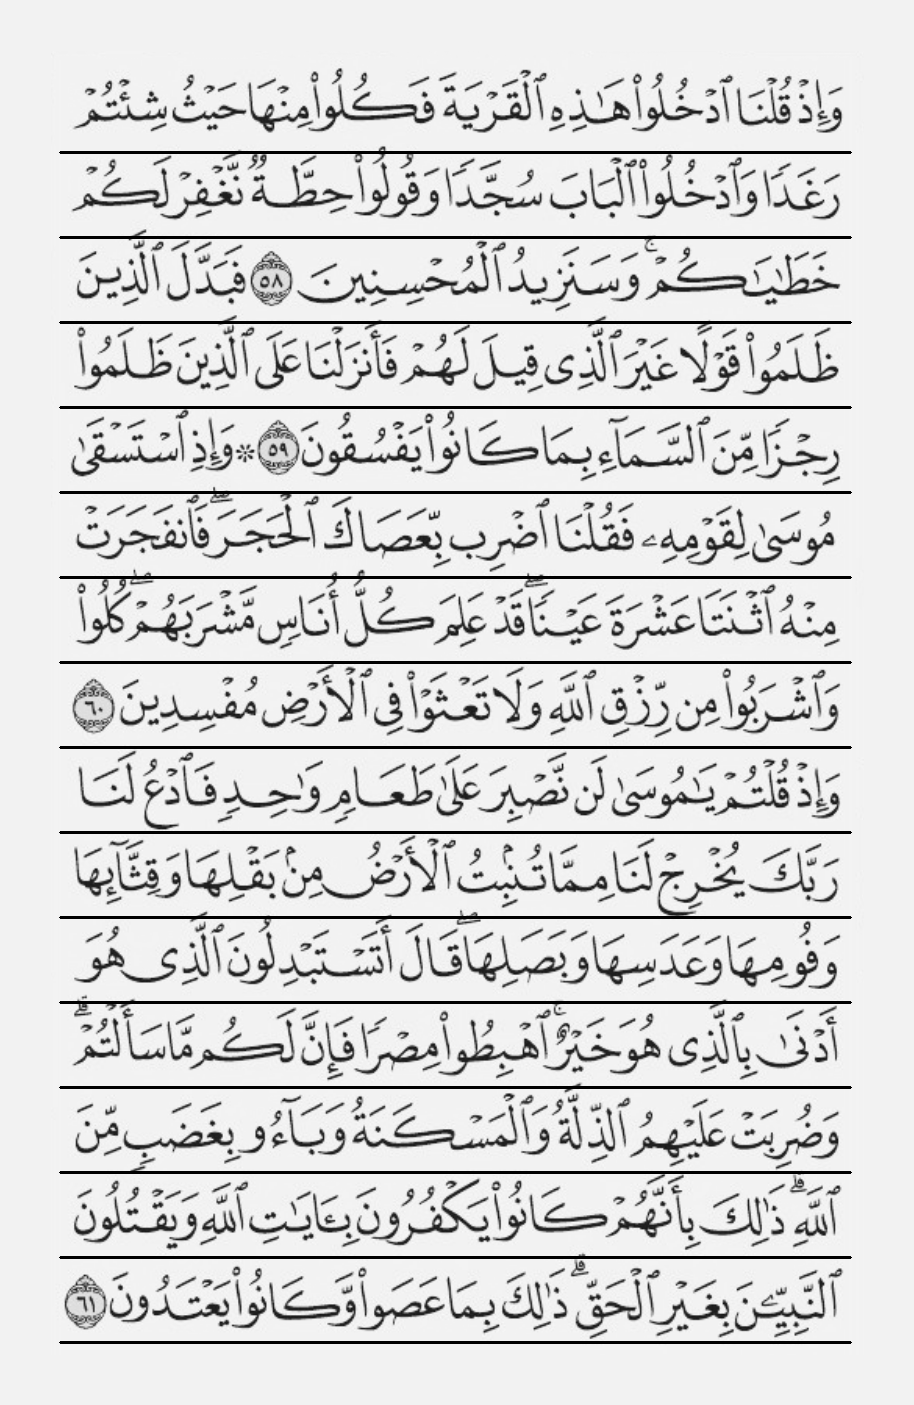 وَإِذْ قُلْنَا ٱدْخُلُوا۟ هَـٰذِهِ ٱلْقَرْيَةَ فَكُلُوا۟ مِنْهَا حَيْثُ شِئْتُمْ
رَغَدًا وَٱدْخُلُوا۟ ٱلْبَابَ سُجَّدًا وَقُولُوا۟ حِطَّةٌ نَّغْفِرْ لَكُمْ
خَطَـٰيَـٰكُمْ ۚ وَسَنَزِيدُ ٱلْمُحْسِنِينَ ٥٨ فَبَدَّلَ ٱلَّذِينَ
ظَلَمُوا۟ قَوْلًا غَيْرَ ٱلَّذِى قِيلَ لَهُمْ فَأَنزَلْنَا عَلَى ٱلَّذِينَ ظَلَمُوا۟
رِجْزًا مِّنَ ٱلسَّمَآءِ بِمَا كَانُوا۟ يَفْسُقُونَ ٥٩ ۞ وَإِذِ ٱسْتَسْقَىٰ
مُوسَىٰ لِقَوْمِهِۦ فَقُلْنَا ٱضْرِب بِّعَصَاكَ ٱلْحَجَرَ ۖ فَٱنفَجَرَتْ
مِنْهُ ٱثْنَتَا عَشْرَةَ عَيْنًا ۖ قَدْ عَلِمَ كُلُّ أُنَاسٍ مَّشْرَبَهُمْ ۖ كُلُوا۟
وَٱشْرَبُوا۟ مِن رِّزْقِ ٱللَّهِ وَلَا تَعْثَوْا۟ فِى ٱلْأَرْضِ مُفْسِدِينَ ٦٠
وَإِذْ قُلْتُمْ يَـٰمُوسَىٰ لَن نَّصْبِرَ عَلَىٰ طَعَامٍ وَٰحِدٍ فَٱدْعُ لَنَا
رَبَّكَ يُخْرِجْ لَنَا مِمَّا تُنۢبِتُ ٱلْأَرْضُ مِنۢ بَقْلِهَا وَقِثَّآئِهَا
وَفُومِهَا وَعَدَسِهَا وَبَصَلِهَا ۖ قَالَ أَتَسْتَبْدِلُونَ ٱلَّذِى هُوَ
أَدْنَىٰ بِٱلَّذِى هُوَ خَيْرٌ ۚ ٱهْبِطُوا۟ مِصْرًا فَإِنَّ لَكُم مَّا سَأَلْتُمْ ۗ
وَضُرِبَتْ عَلَيْهِمُ ٱلذِّلَّةُ وَٱلْمَسْكَنَةُ وَبَآءُو بِغَضَبٍ مِّنَ
ٱللَّهِ ۗ ذَٰلِكَ بِأَنَّهُمْ كَانُوا۟ يَكْفُرُونَ بِـَٔايَـٰتِ ٱللَّهِ وَيَقْتُلُونَ
ٱلنَّبِيِّـۧنَ بِغَيْرِ ٱلْحَقِّ ۗ ذَٰلِكَ بِمَا عَصَوا۟ وَّكَانُوا۟ يَعْتَدُونَ ٦١